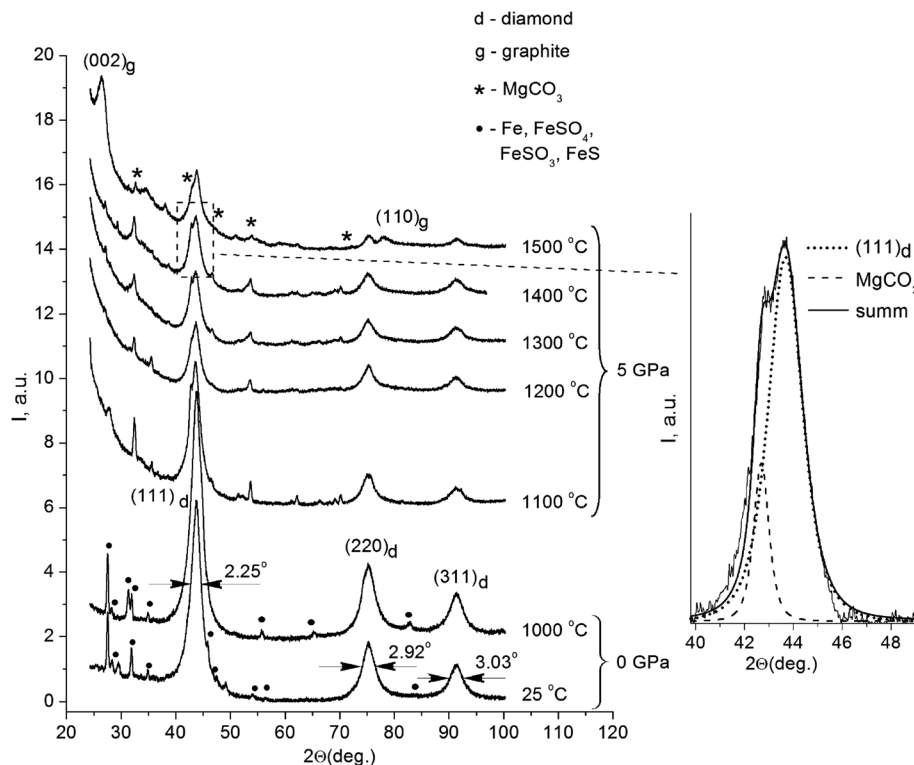 d - diamond
g - graphite
* - MgCO₃
• - Fe, FeSO₄,
FeSO₃, FeS
20
18
16
14
12
10
8
6
4
2
0
I, a.u.
20 30 40 50 60 70 80 90 100
2Θ(deg.)
(002)g
*
*
*
*
*
(110)g
1500 °C
1400 °C
1300 °C
1200 °C
1100 °C
5 GPa
(111)d
(220)d
(311)d
2.25°
2.92°
3.03°
1000 °C
25 °C
0 GPa
(111)d
MgCO₃
summ
I, a.u.
40 42 44 46 48
2Θ(deg.)